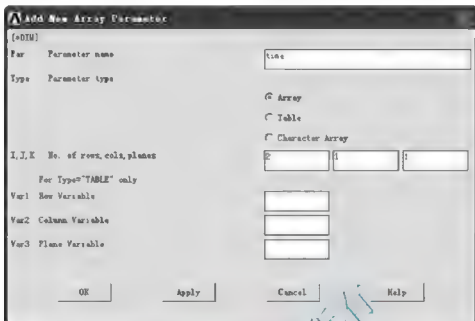 Add New Array Parameter
[*DIM]
Par Parameter name time
Type Parameter type
Array
Table
Character Array
I,J,K No. of rows,cols,planes 2 1 1
For Type="TABLE" only
Var1 Row Variable
Var2 Column Variable
Var3 Plane Variable
OK Apply Cancel Help